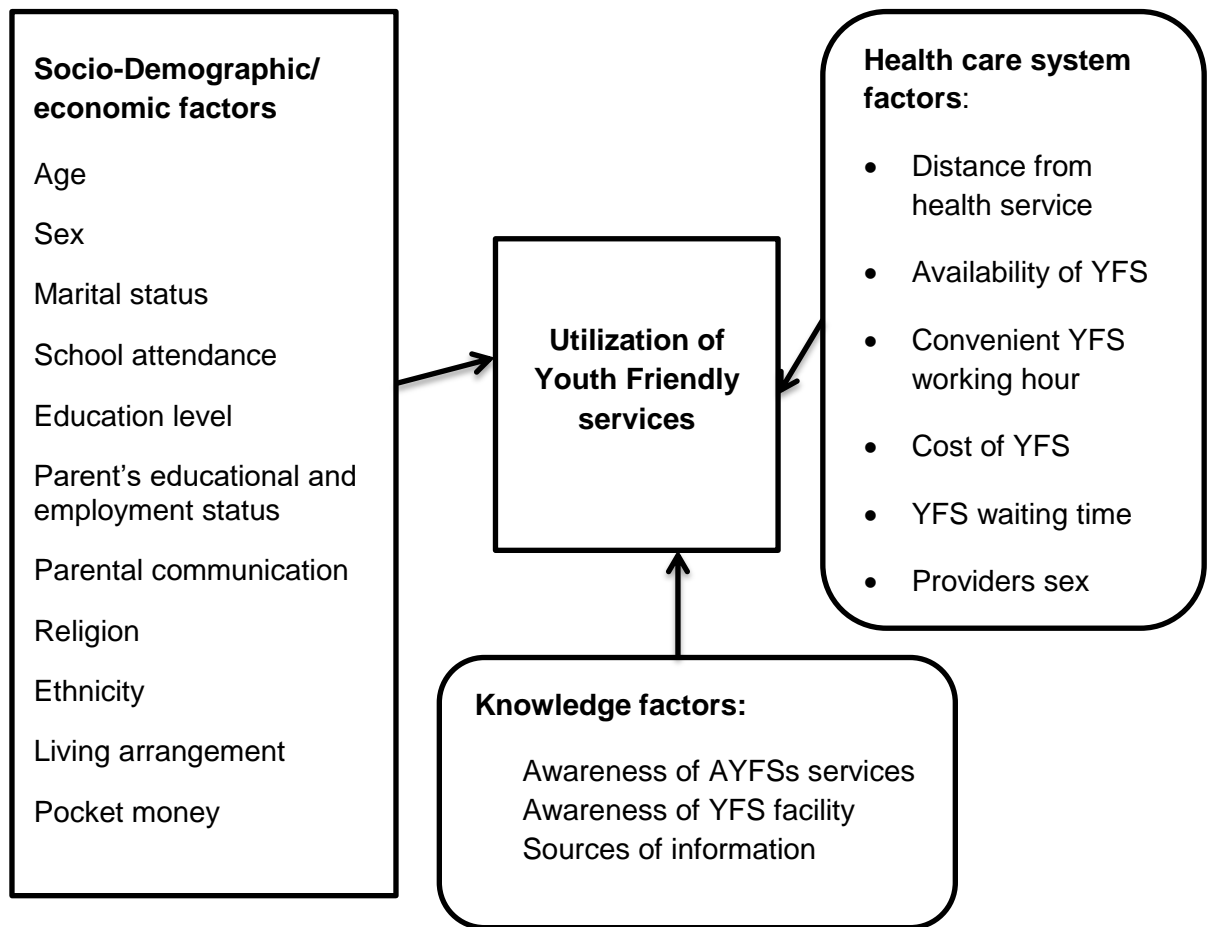 Socio-Demographic/
economic factors
Age
Sex
Marital status
School attendance
Education level
Parent’s educational and
employment status
Parental communication
Religion
Ethnicity
Living arrangement
Pocket money
Utilization of
Youth Friendly
services
Health care system
factors:
• Distance from
health service
• Availability of YFS
• Convenient YFS
working hour
• Cost of YFS
• YFS waiting time
• Providers sex
Knowledge factors:
Awareness of AYFSs services
Awareness of YFS facility
Sources of information